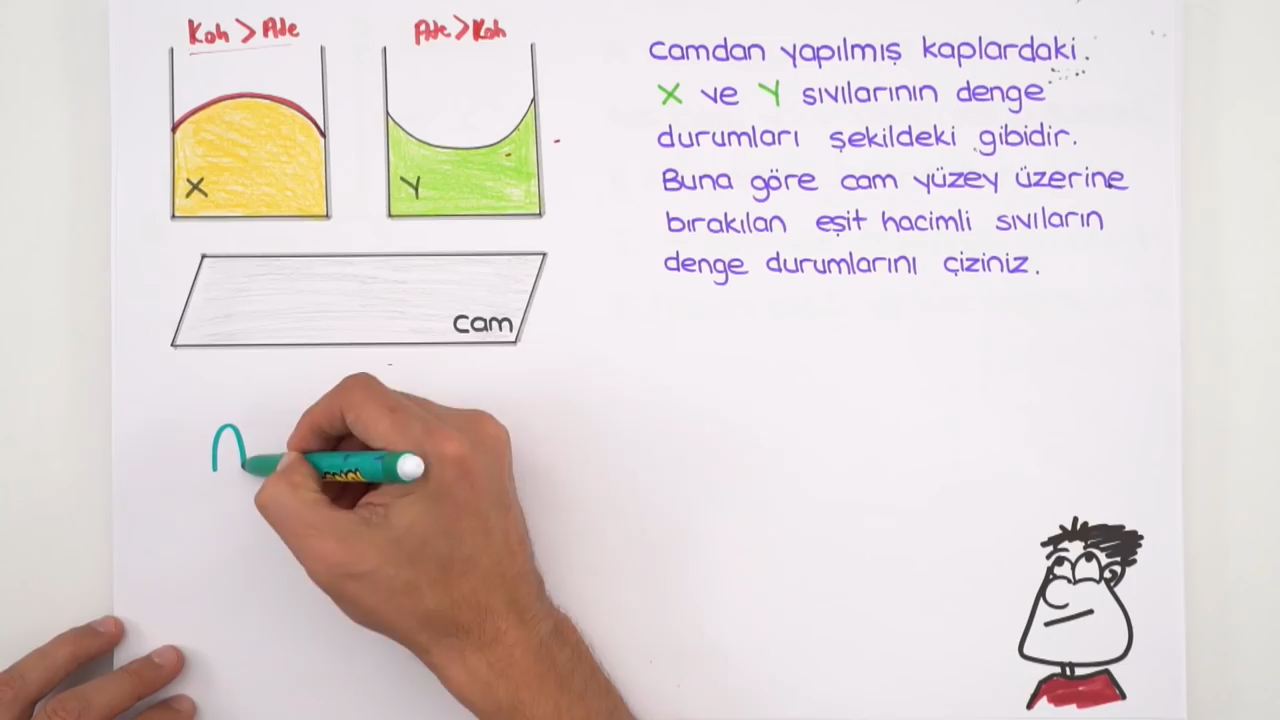 Koh > Ade
Ade > Koh
Camdan yapılmış kaplardaki.
X ve Y sıvılarının denge
durumları şekildeki gibidir.
Buna göre cam yüzey üzerine
bırakılan eşit hacimli sıvıların
denge durumlarını çiziniz.
X
Y
cam